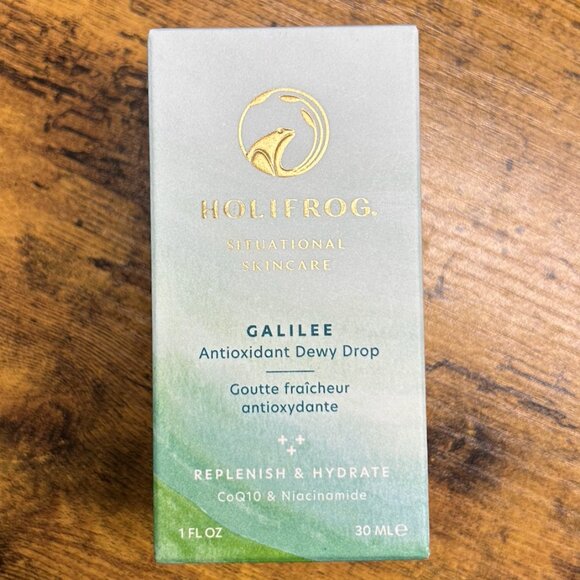 HOLIFROG®
SITUATIONAL
SKINCARE
GALILEE
Antioxidant Dewy Drop
Goutte fraîcheur
antioxydante
REPLENISH & HYDRATE
CoQ10 & Niacinamide
1 FL OZ 30 ML℮